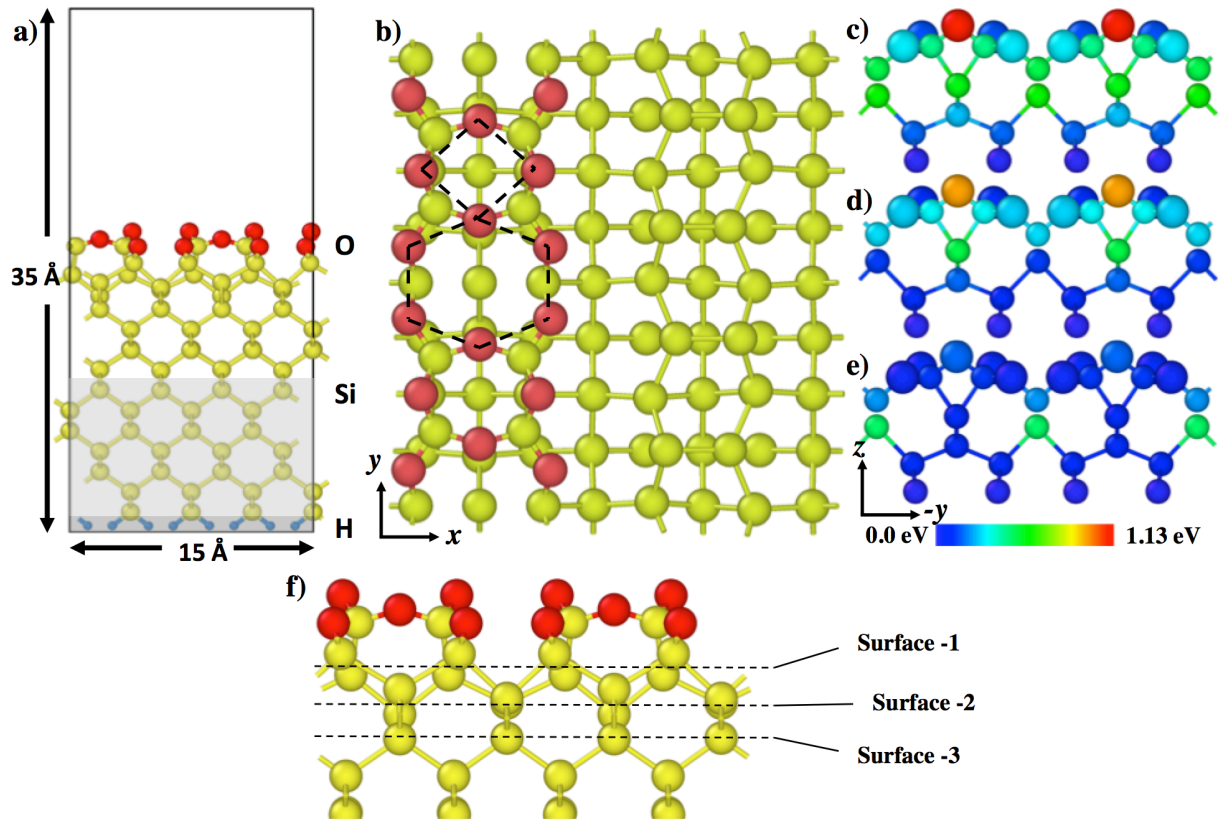 a)
35 Å
15 Å
O
Si
H
b)
y
x
c)
d)
e)
z
-y
0.0 eV
1.13 eV
f)
Surface -1
Surface -2
Surface -3